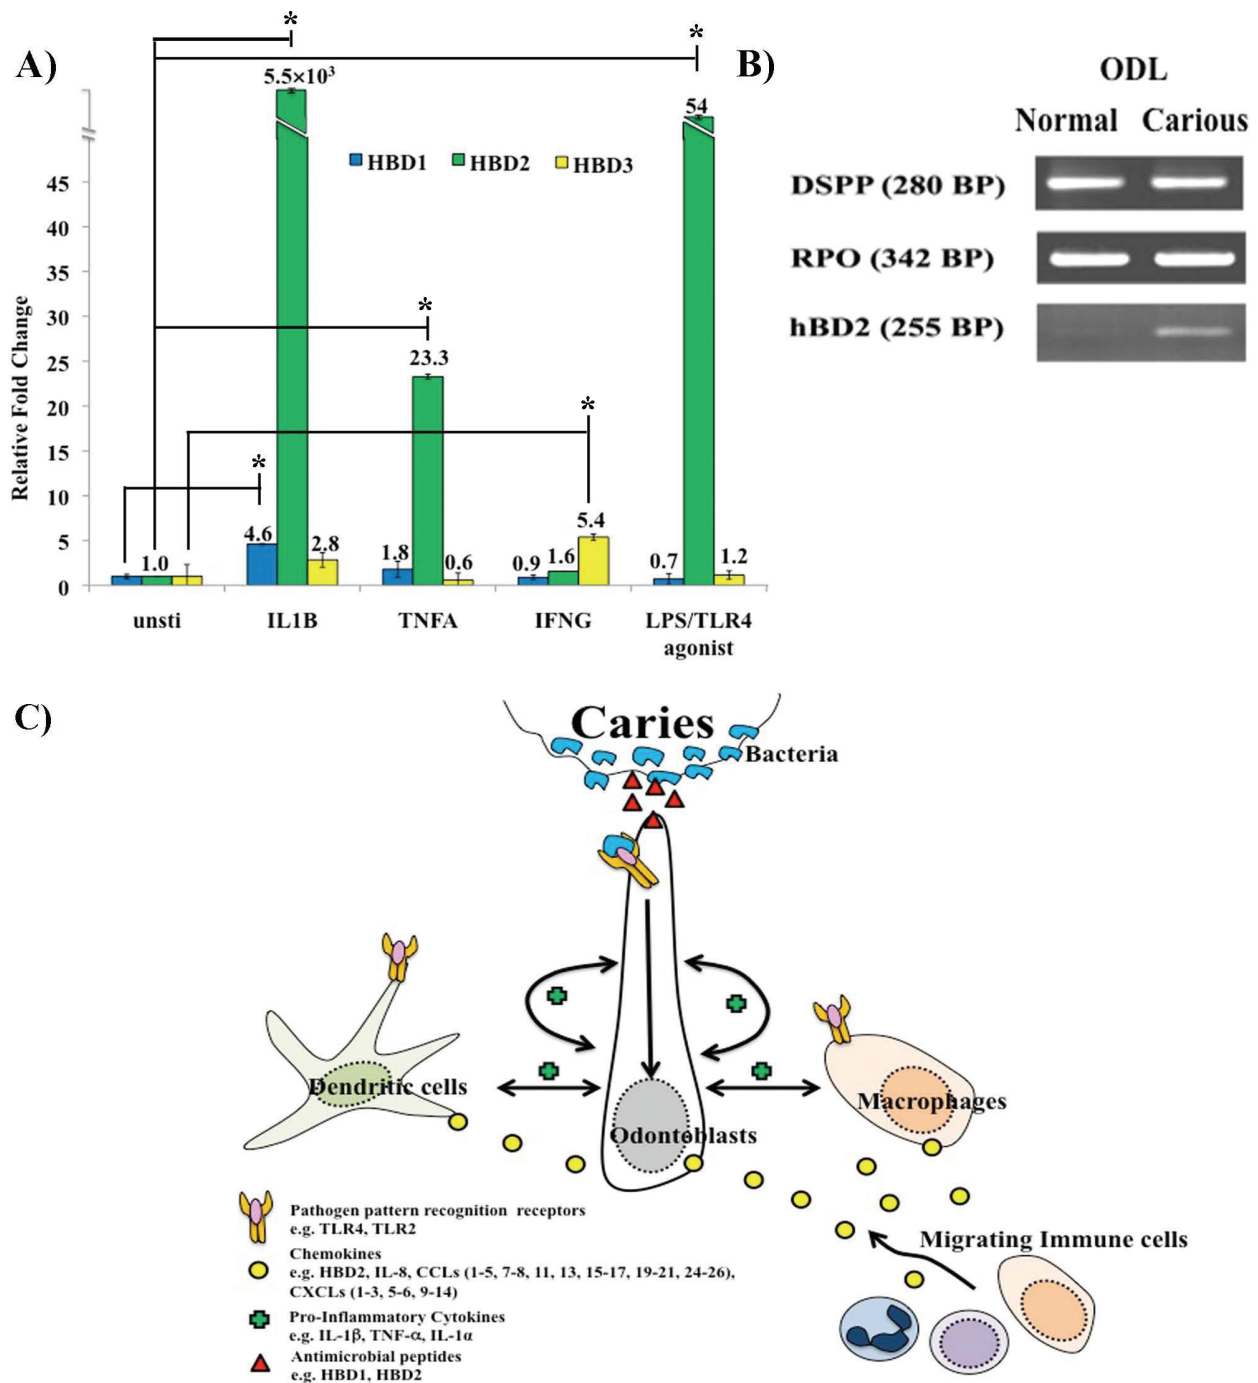 A)
*
*
5.5×10³
54
HBD1 HBD2 HBD3
45
40
35
30
25
20
15
10
5
0
Relative Fold Change
*
23.3
*
*
1.0
4.6
2.8
1.8
0.6
0.9
1.6
5.4
0.7
1.2
unsti IL1B TNFA IFNG LPS/TLR4
agonist
B)
ODL
Normal Carious
DSPP (280 BP)
RPO (342 BP)
hBD2 (255 BP)
C)
Caries
Bacteria
Dendritic cells
Macrophages
Odontoblasts
Migrating Immune cells
Pathogen pattern recognition receptors
e.g. TLR4, TLR2
Chemokines
e.g. HBD2, IL-8, CCLs (1-5, 7-8, 11, 13, 15-17, 19-21, 24-26),
CXCLs (1-3, 5-6, 9-14)
Pro-Inflammatory Cytokines
e.g. IL-1β, TNF-α, IL-1α
Antimicrobial peptides
e.g. HBD1, HBD2